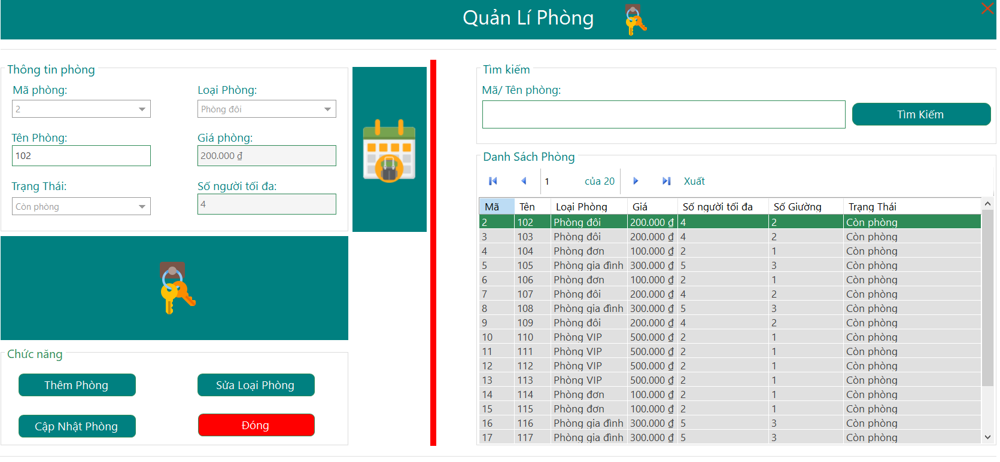 Quản Lí Phòng
Thông tin phòng
Mã phòng:
Loại Phòng:
2
Phòng đôi
Tên Phòng:
Giá phòng:
102
200.000 ₫
Trạng Thái:
Số người tối đa:
Còn phòng
4
Chức năng
Thêm Phòng
Sửa Loại Phòng
Cập Nhật Phòng
Đóng
Tìm kiếm
Mã/ Tên phòng:
Tìm Kiếm
Danh Sách Phòng
1 của 20 Xuất
Mã Tên Loại Phòng Giá Số người tối đa Số Giường Trạng Thái
2 102 Phòng đôi 200.000 ₫ 4 2 Còn phòng
3 103 Phòng đôi 200.000 ₫ 4 2 Còn phòng
4 104 Phòng đơn 100.000 ₫ 2 1 Còn phòng
5 105 Phòng gia đình 300.000 ₫ 5 3 Còn phòng
6 106 Phòng đơn 100.000 ₫ 2 1 Còn phòng
7 107 Phòng đôi 200.000 ₫ 4 2 Còn phòng
8 108 Phòng gia đình 300.000 ₫ 5 3 Còn phòng
9 109 Phòng đôi 200.000 ₫ 4 2 Còn phòng
10 110 Phòng VIP 500.000 ₫ 2 1 Còn phòng
11 111 Phòng VIP 500.000 ₫ 2 1 Còn phòng
12 112 Phòng VIP 500.000 ₫ 2 1 Còn phòng
13 113 Phòng VIP 500.000 ₫ 2 1 Còn phòng
14 114 Phòng đơn 100.000 ₫ 2 1 Còn phòng
15 115 Phòng đơn 100.000 ₫ 2 1 Còn phòng
16 116 Phòng gia đình 300.000 ₫ 5 3 Còn phòng
17 117 Phòng gia đình 300.000 ₫ 5 3 Còn phòng